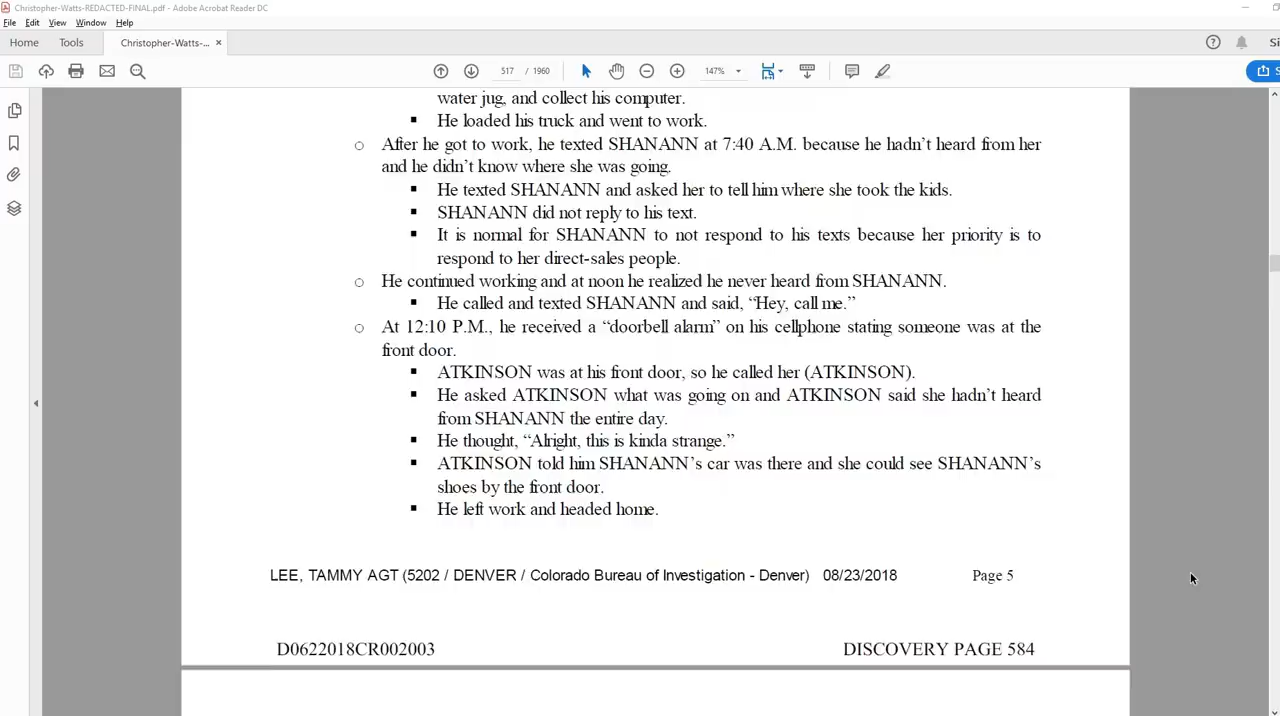 Christopher-Watts-REDACTED-FINAL.pdf - Adobe Acrobat Reader DC
File Edit View Window Help
Home Tools Christopher-Watts-... × Si
517 / 1960 147% S
water jug, and collect his computer.
▪ He loaded his truck and went to work.
o After he got to work, he texted SHANANN at 7:40 A.M. because he hadn't heard from her
and he didn't know where she was going.
▪ He texted SHANANN and asked her to tell him where she took the kids.
▪ SHANANN did not reply to his text.
▪ It is normal for SHANANN to not respond to his texts because her priority is to
respond to her direct-sales people.
o He continued working and at noon he realized he never heard from SHANANN.
▪ He called and texted SHANANN and said, “Hey, call me.”
o At 12:10 P.M., he received a “doorbell alarm” on his cellphone stating someone was at the
front door.
▪ ATKINSON was at his front door, so he called her (ATKINSON).
▪ He asked ATKINSON what was going on and ATKINSON said she hadn't heard
from SHANANN the entire day.
▪ He thought, “Alright, this is kinda strange.”
▪ ATKINSON told him SHANANN's car was there and she could see SHANANN's
shoes by the front door.
▪ He left work and headed home.
LEE, TAMMY AGT (5202 / DENVER / Colorado Bureau of Investigation - Denver) 08/23/2018 Page 5
D0622018CR002003 DISCOVERY PAGE 584